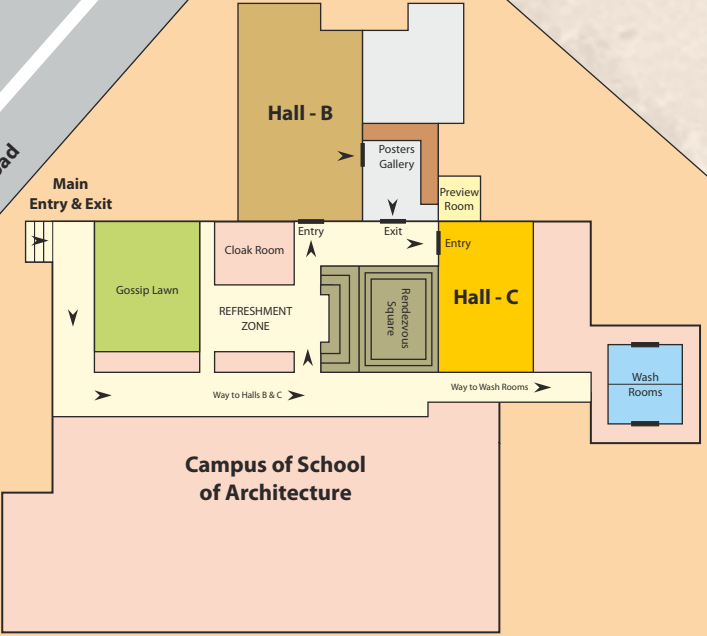 Hall - B
Posters
Gallery
Preview
Room
Main
Entry & Exit
Entry
Exit
Entry
Cloak Room
Gossip Lawn
Hall - C
Rendezvous
Square
REFRESHMENT
ZONE
Wash
Rooms
Way to Halls B & C
Way to Wash Rooms
Campus of School
of Architecture